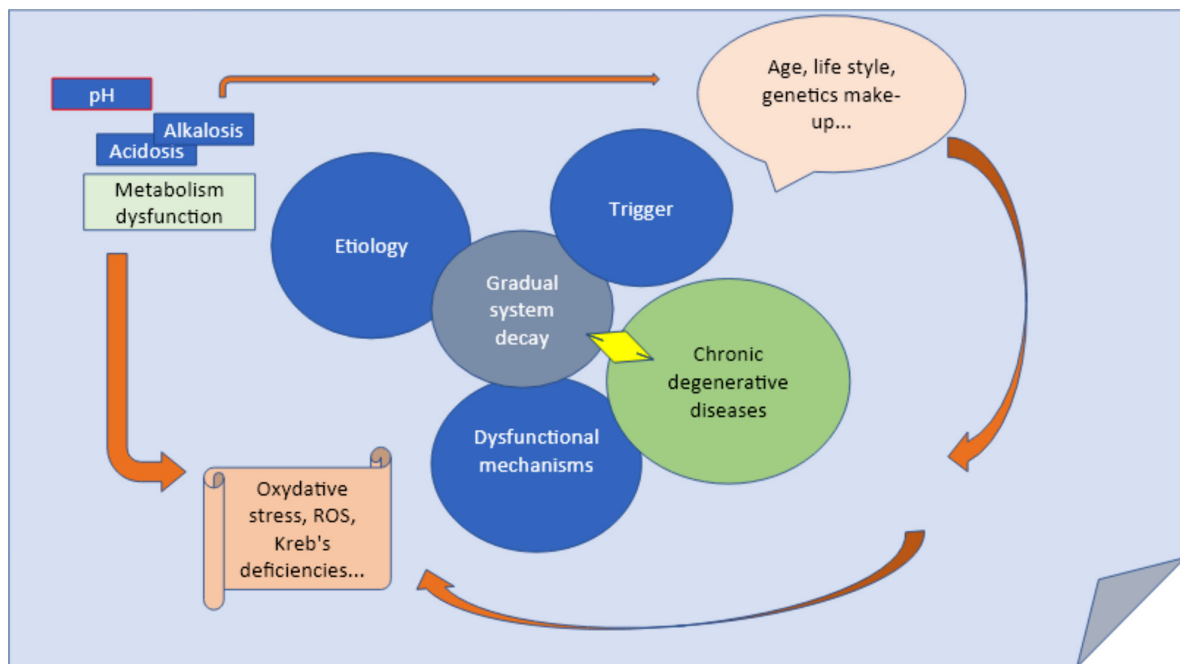 pH
Alkalosis
Acidosis
Metabolism
dysfunction
Age, life style,
genetics make-
up...
Etiology
Trigger
Gradual
system
decay
Chronic
degenerative
diseases
Dysfunctional
mechanisms
Oxydative
stress, ROS,
Kreb's
deficiencies...